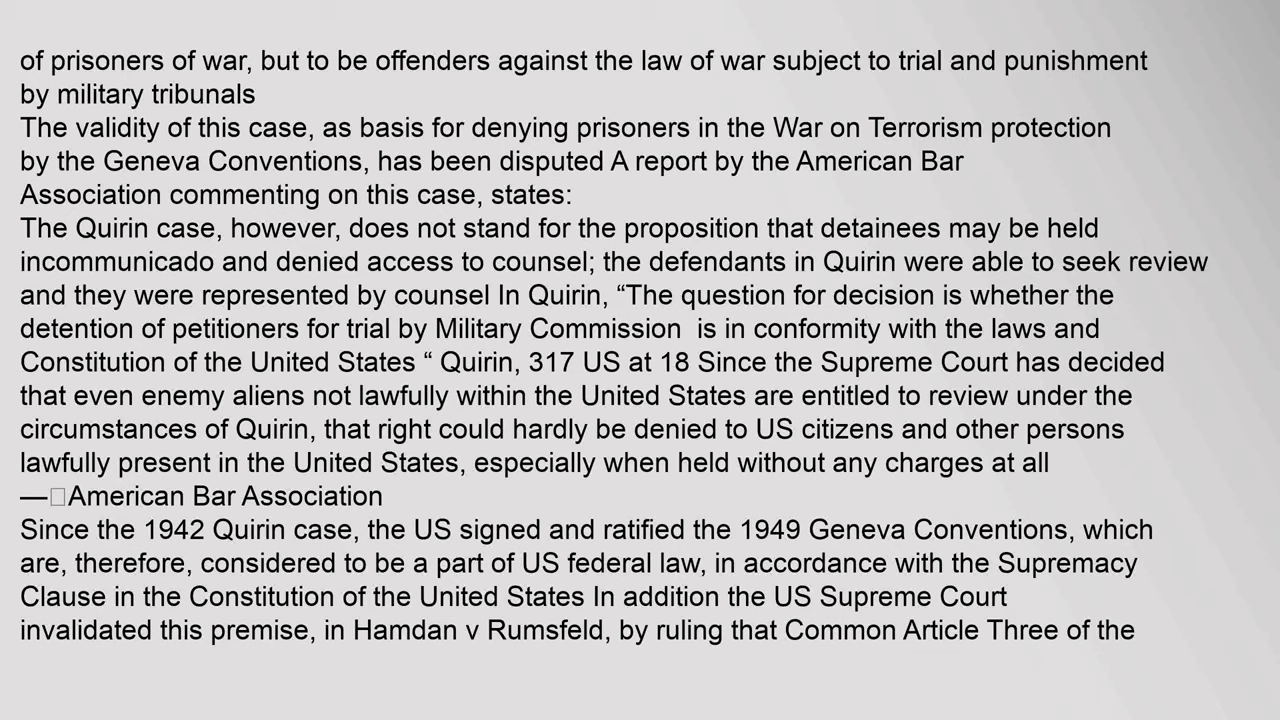 of prisoners of war, but to be offenders against the law of war subject to trial and punishment
by military tribunals
The validity of this case, as basis for denying prisoners in the War on Terrorism protection
by the Geneva Conventions, has been disputed A report by the American Bar
Association commenting on this case, states:
The Quirin case, however, does not stand for the proposition that detainees may be held
incommunicado and denied access to counsel; the defendants in Quirin were able to seek review
and they were represented by counsel In Quirin, “The question for decision is whether the
detention of petitioners for trial by Military Commission  is in conformity with the laws and
Constitution of the United States “ Quirin, 317 US at 18 Since the Supreme Court has decided
that even enemy aliens not lawfully within the United States are entitled to review under the
circumstances of Quirin, that right could hardly be denied to US citizens and other persons
lawfully present in the United States, especially when held without any charges at all
—□American Bar Association
Since the 1942 Quirin case, the US signed and ratified the 1949 Geneva Conventions, which
are, therefore, considered to be a part of US federal law, in accordance with the Supremacy
Clause in the Constitution of the United States In addition the US Supreme Court
invalidated this premise, in Hamdan v Rumsfeld, by ruling that Common Article Three of the